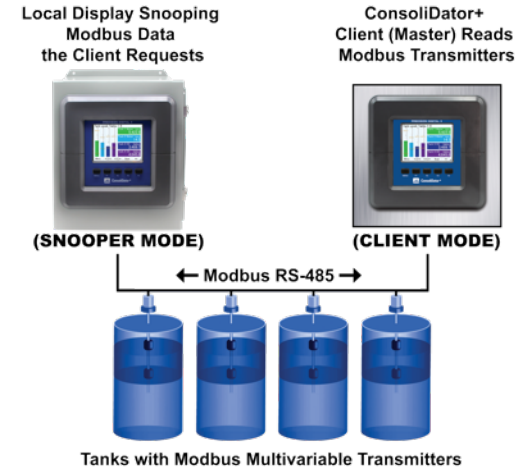 Local Display Snooping
Modbus Data
the Client Requests
ConsoliDator+
Client (Master) Reads
Modbus Transmitters
(SNOOPER MODE)
(CLIENT MODE)
Modbus RS-485
Tanks with Modbus Multivariable Transmitters